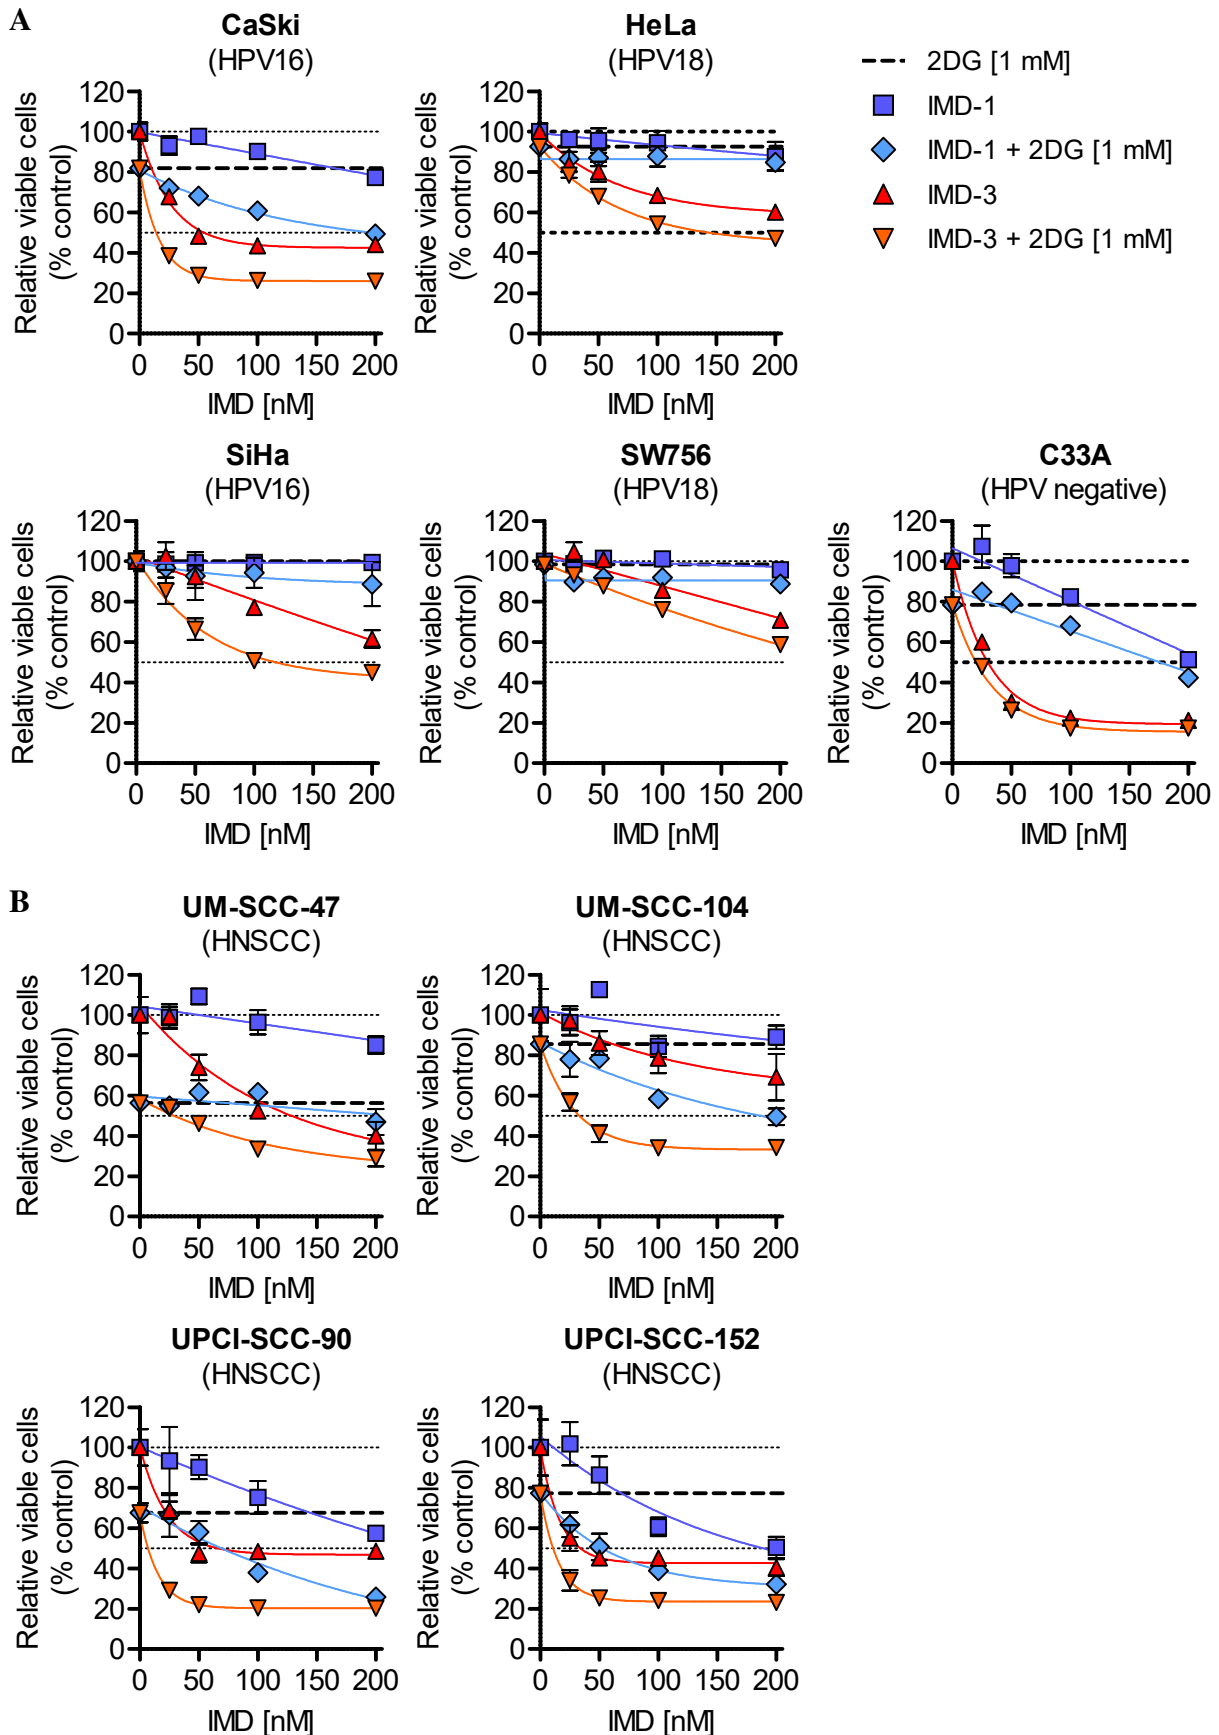 A
CaSki
(HPV16)
Relative viable cells
(% control)
120
100
80
60
40
20
0
0 50 100 150 200
IMD [nM]
HeLa
(HPV18)
Relative viable cells
(% control)
120
100
80
60
40
20
0
0 50 100 150 200
IMD [nM]
2DG [1 mM]
IMD-1
IMD-1 + 2DG [1 mM]
IMD-3
IMD-3 + 2DG [1 mM]
SiHa
(HPV16)
Relative viable cells
(% control)
120
100
80
60
40
20
0
0 50 100 150 200
IMD [nM]
SW756
(HPV18)
Relative viable cells
(% control)
120
100
80
60
40
20
0
0 50 100 150 200
IMD [nM]
C33A
(HPV negative)
Relative viable cells
(% control)
120
100
80
60
40
20
0
0 50 100 150 200
IMD [nM]
B
UM-SCC-47
(HNSCC)
Relative viable cells
(% control)
120
100
80
60
40
20
0
0 50 100 150 200
IMD [nM]
UM-SCC-104
(HNSCC)
Relative viable cells
(% control)
120
100
80
60
40
20
0
0 50 100 150 200
IMD [nM]
UPCI-SCC-90
(HNSCC)
Relative viable cells
(% control)
120
100
80
60
40
20
0
0 50 100 150 200
IMD [nM]
UPCI-SCC-152
(HNSCC)
Relative viable cells
(% control)
120
100
80
60
40
20
0
0 50 100 150 200
IMD [nM]